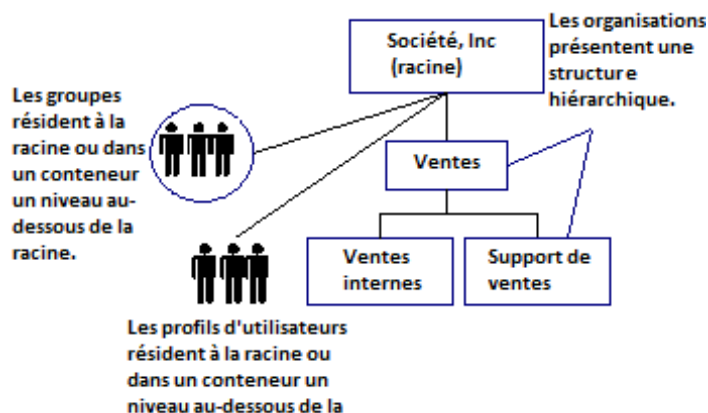 Société, Inc
(racine)
Les organisations
présentent une
structure
hiérarchique.
Les groupes
résident à la
racine ou dans
un conteneur
un niveau au-
dessous de la
racine.
Ventes
Ventes
internes
Support de
ventes
Les profils d'utilisateurs
résident à la racine ou
dans un conteneur un
niveau au-dessous de la